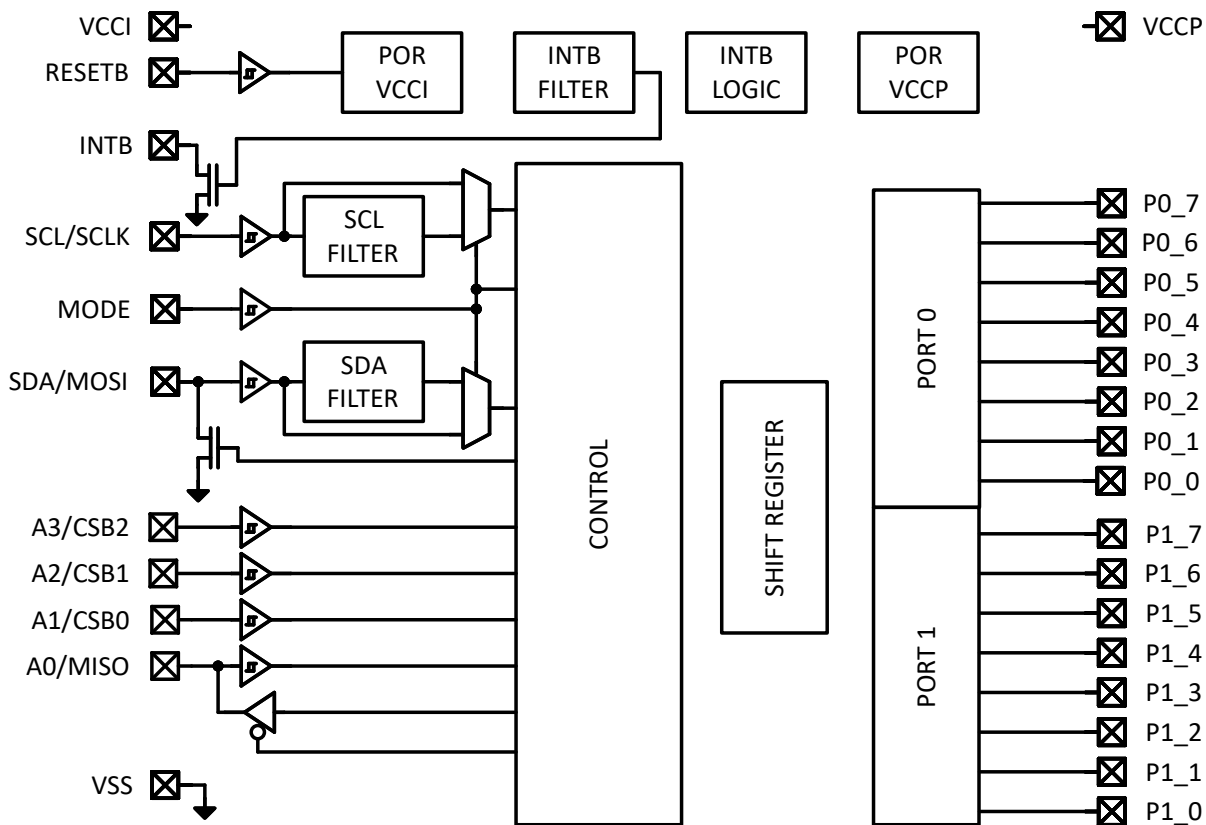 VCCI
VCCP
RESETB
POR
VCCI
INTB
FILTER
INTB
LOGIC
POR
VCCP
INTB
SCL/SCLK
SCL
FILTER
MODE
SDA/MOSI
SDA
FILTER
A3/CSB2
A2/CSB1
A1/CSB0
A0/MISO
VSS
CONTROL
SHIFT REGISTER
PORT 0
PORT 1
P0_7
P0_6
P0_5
P0_4
P0_3
P0_2
P0_1
P0_0
P1_7
P1_6
P1_5
P1_4
P1_3
P1_2
P1_1
P1_0